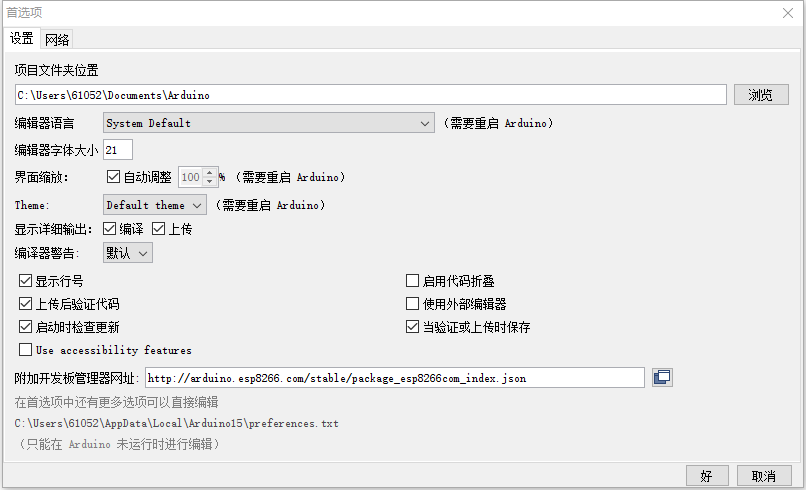 首选项
设置 网络
项目文件夹位置
C:\Users\61052\Documents\Arduino 浏览
编辑器语言 System Default （需要重启 Arduino）
编辑器字体大小 21
界面缩放： 自动调整 100 % （需要重启 Arduino）
Theme: Default theme （需要重启 Arduino）
显示详细输出： 编译 上传
编译器警告: 默认
显示行号 启用代码折叠
上传后验证代码 使用外部编辑器
启动时检查更新 当验证或上传时保存
Use accessibility features
附加开发板管理器网址: http://arduino.esp8266.com/stable/package_esp8266com_index.json
在首选项中还有更多选项可以直接编辑
C:\Users\61052\AppData\Local\Arduino15\preferences.txt
（只能在 Arduino 未运行时进行编辑）
好 取消